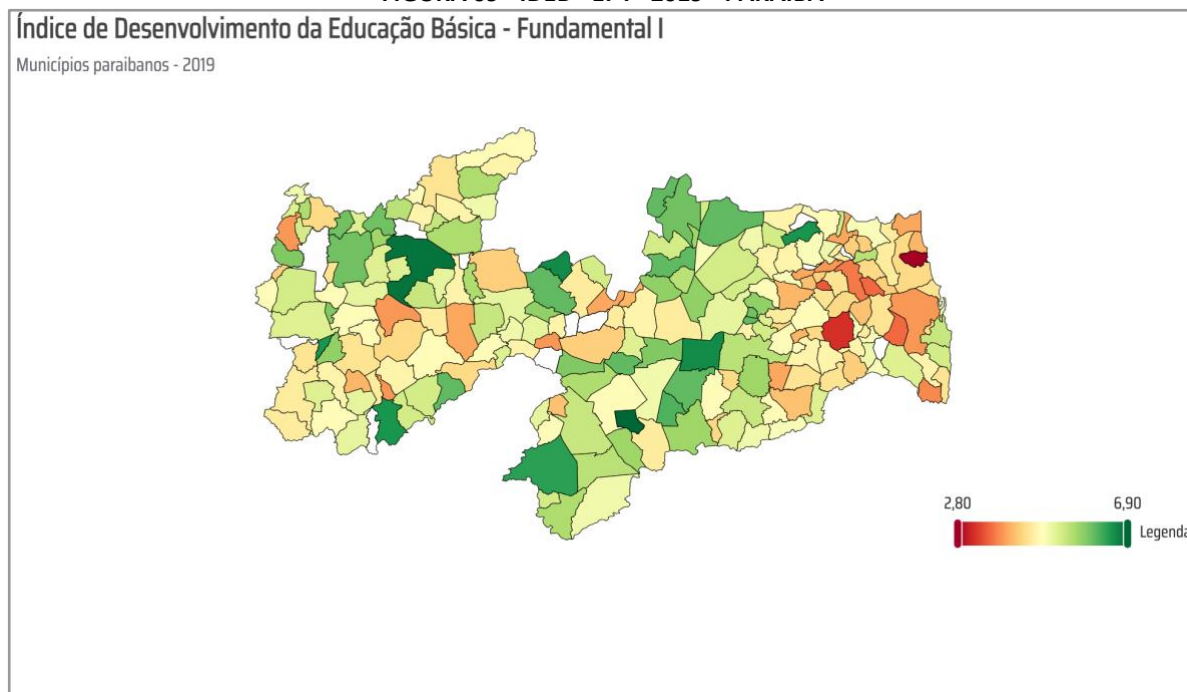 Índice de Desenvolvimento da Educação Básica - Fundamental I
Municípios paraibanos - 2019
2,80 6,90
Legenda